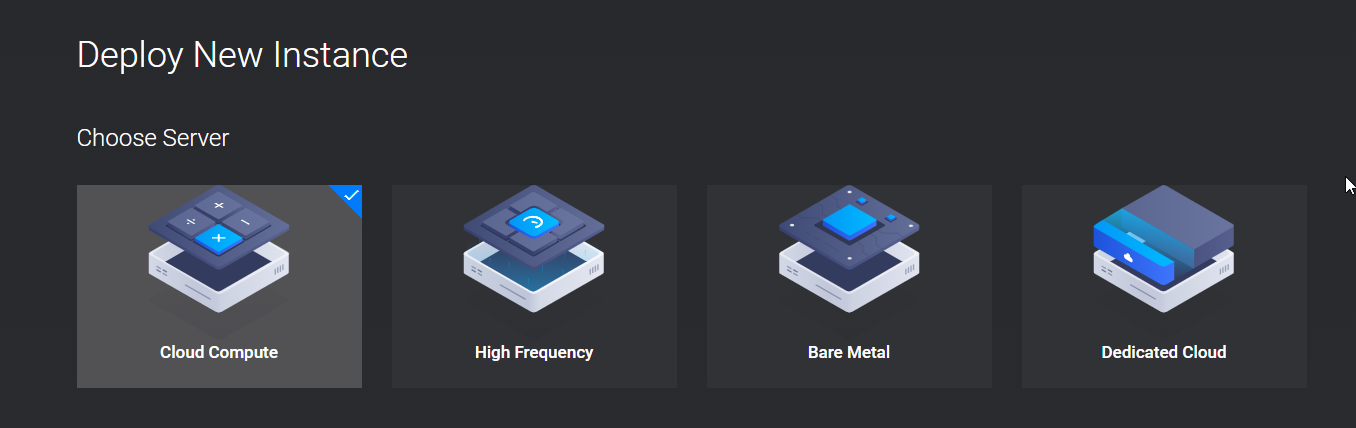 Deploy New Instance
Choose Server
Cloud Compute
High Frequency
Bare Metal
Dedicated Cloud